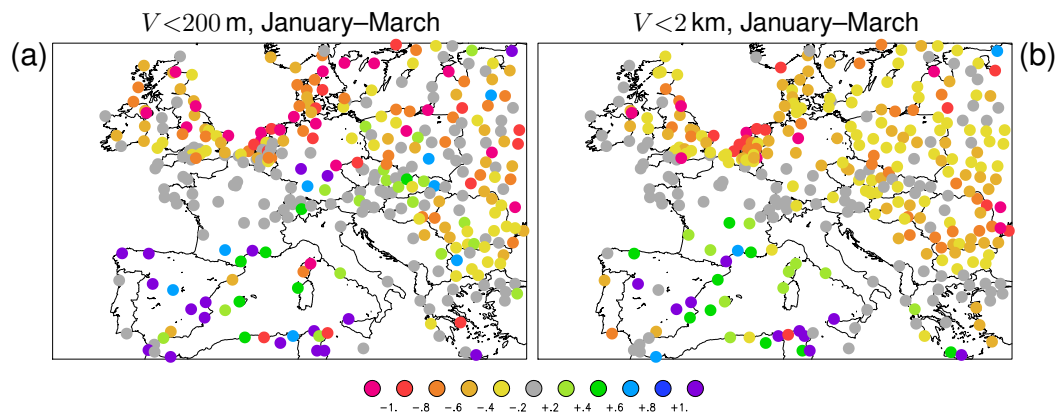 V<200 m, January–March
V<2 km, January–March
(a)
(b)
−1. −.8 −.6 −.4 −.2 +.2 +.4 +.6 +.8 +1.